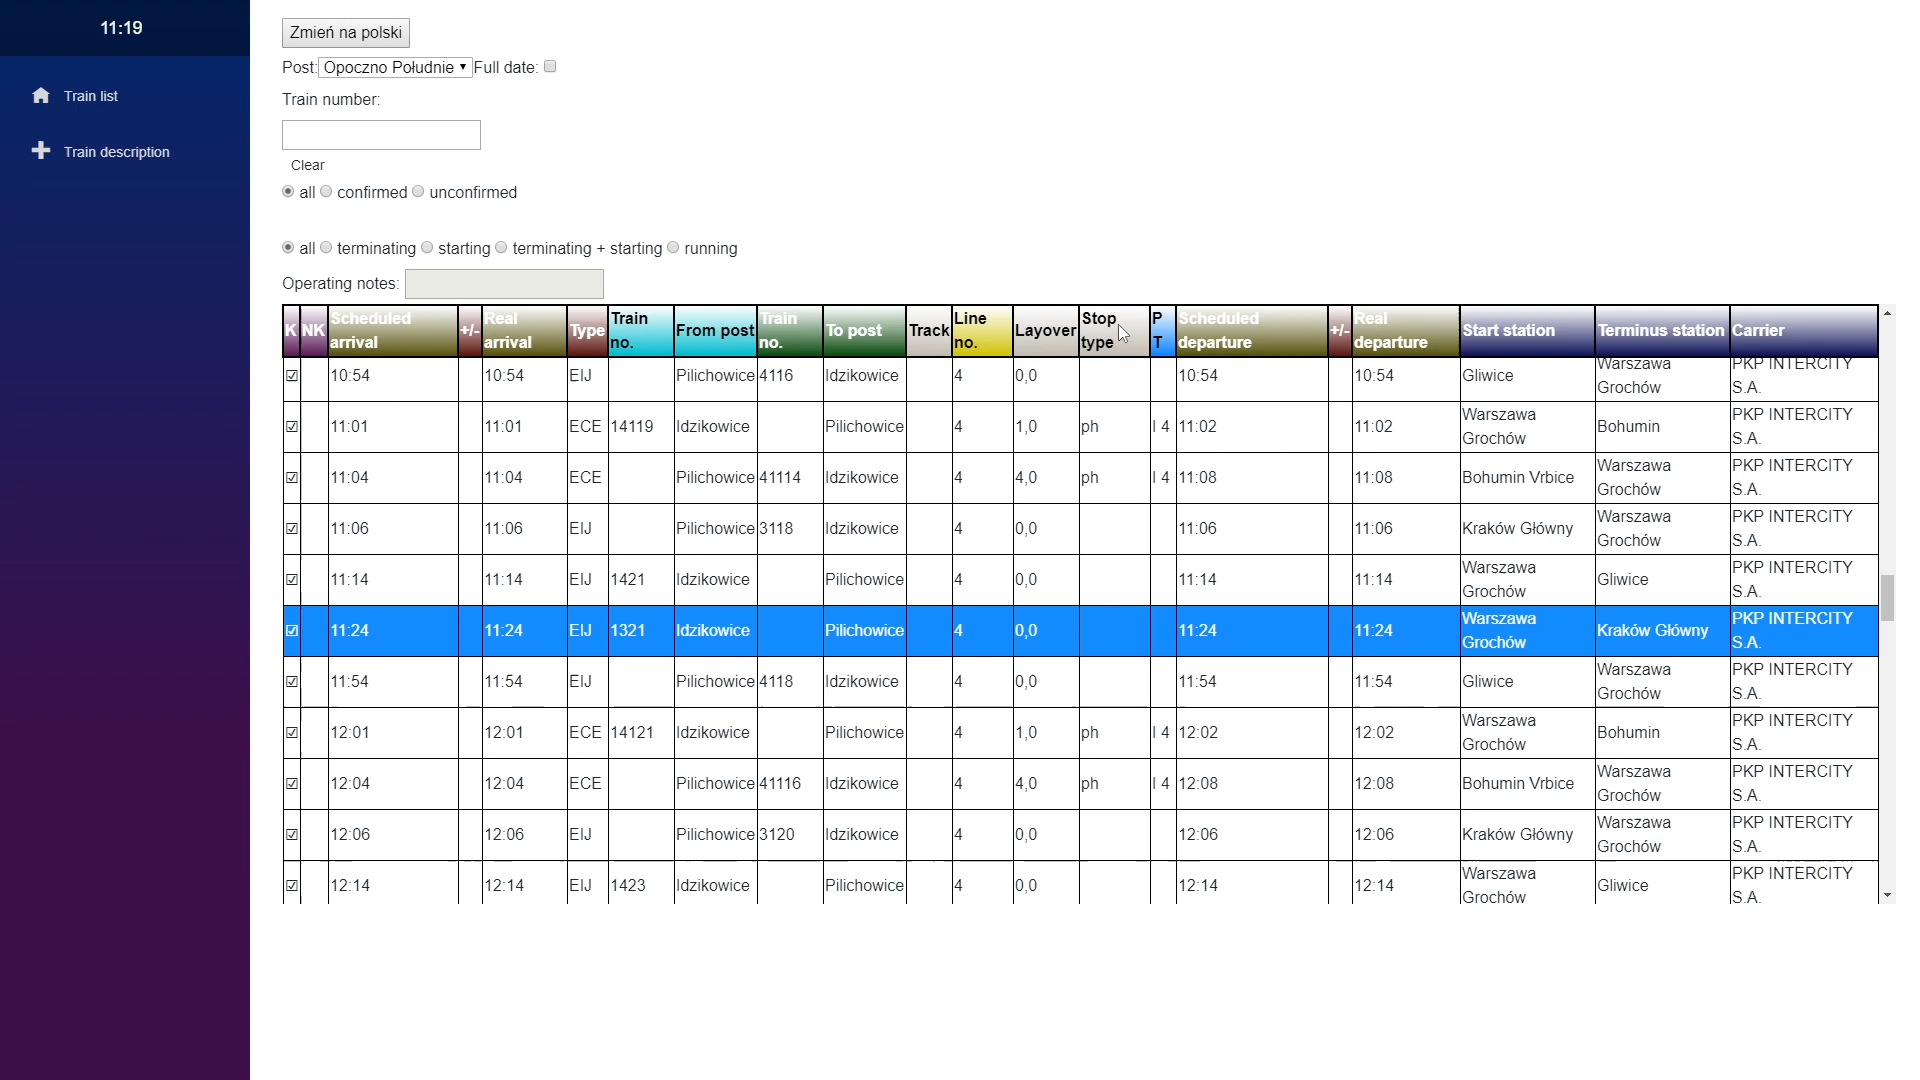 11:19
Train list
Train description
Zmień na polski
Post: Opoczno Południe Full date:
Train number:
Clear
all confirmed unconfirmed
all terminating starting terminating + starting running
Operating notes:
K NK Scheduled arrival +/- Real arrival Type Train no. From post Train no. To post Track Line no. Layover Stop type P T Scheduled departure +/- Real departure Start station Terminus station Carrier
10:54 10:54 EIJ Pilichowice 4116 Idzikowice 4 0,0 10:54 10:54 Gliwice Warszawa Grochów PKP INTERCITY S.A.
11:01 11:01 ECE 14119 Idzikowice Pilichowice 4 1,0 ph I 4 11:02 11:02 Warszawa Grochów Bohumin PKP INTERCITY S.A.
11:04 11:04 ECE Pilichowice 41114 Idzikowice 4 4,0 ph I 4 11:08 11:08 Bohumin Vrbice Warszawa Grochów PKP INTERCITY S.A.
11:06 11:06 EIJ Pilichowice 3118 Idzikowice 4 0,0 11:06 11:06 Kraków Główny Warszawa Grochów PKP INTERCITY S.A.
11:14 11:14 EIJ 1421 Idzikowice Pilichowice 4 0,0 11:14 11:14 Warszawa Grochów Gliwice PKP INTERCITY S.A.
11:24 11:24 EIJ 1321 Idzikowice Pilichowice 4 0,0 11:24 11:24 Warszawa Grochów Kraków Główny PKP INTERCITY S.A.
11:54 11:54 EIJ Pilichowice 4118 Idzikowice 4 0,0 11:54 11:54 Gliwice Warszawa Grochów PKP INTERCITY S.A.
12:01 12:01 ECE 14121 Idzikowice Pilichowice 4 1,0 ph I 4 12:02 12:02 Warszawa Grochów Bohumin PKP INTERCITY S.A.
12:04 12:04 ECE Pilichowice 41116 Idzikowice 4 4,0 ph I 4 12:08 12:08 Bohumin Vrbice Warszawa Grochów PKP INTERCITY S.A.
12:06 12:06 EIJ Pilichowice 3120 Idzikowice 4 0,0 12:06 12:06 Kraków Główny Warszawa Grochów PKP INTERCITY S.A.
12:14 12:14 EIJ 1423 Idzikowice Pilichowice 4 0,0 12:14 12:14 Warszawa Grochów Gliwice PKP INTERCITY S.A.